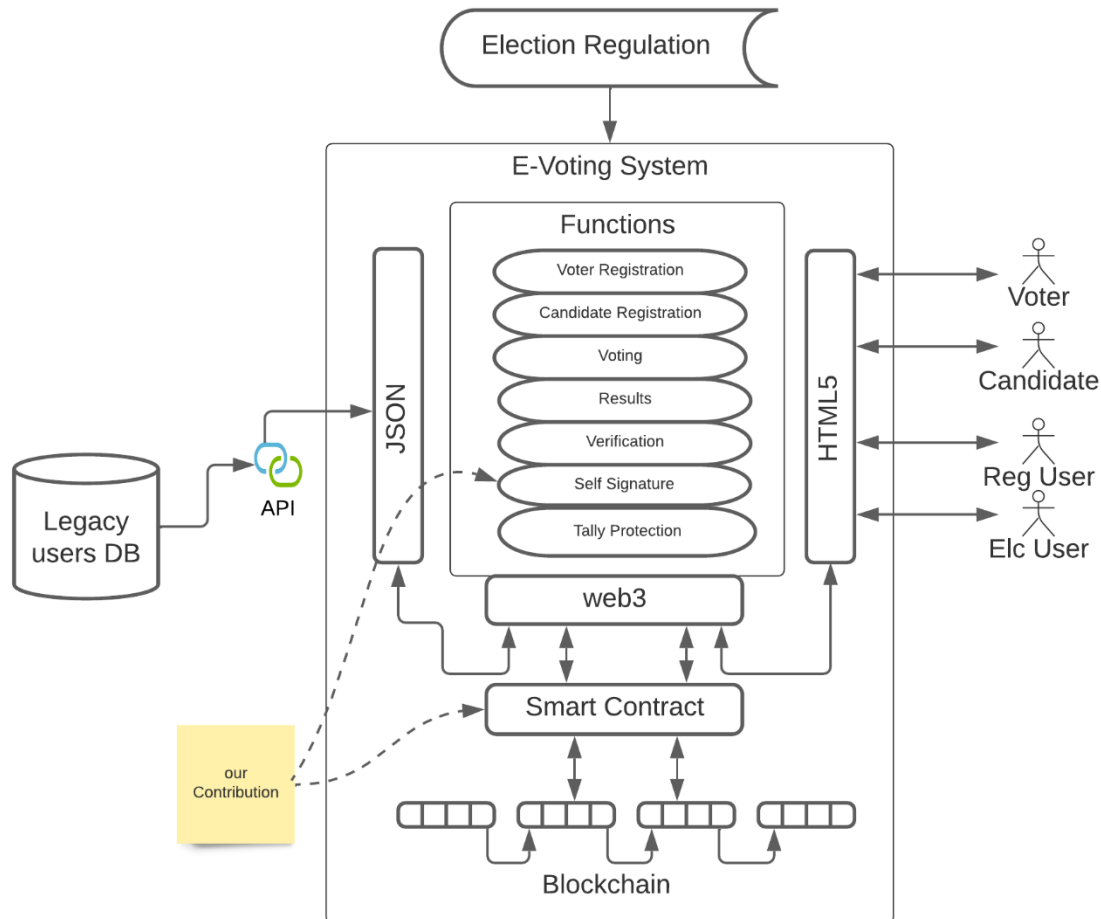 Election Regulation
E-Voting System
Functions
Voter Registration
Candidate Registration
Voting
Results
Verification
Self Signature
Tally Protection
JSON
HTML5
Voter
Candidate
Reg User
Elc User
API
Legacy
users DB
web3
Smart Contract
our
Contribution
Blockchain